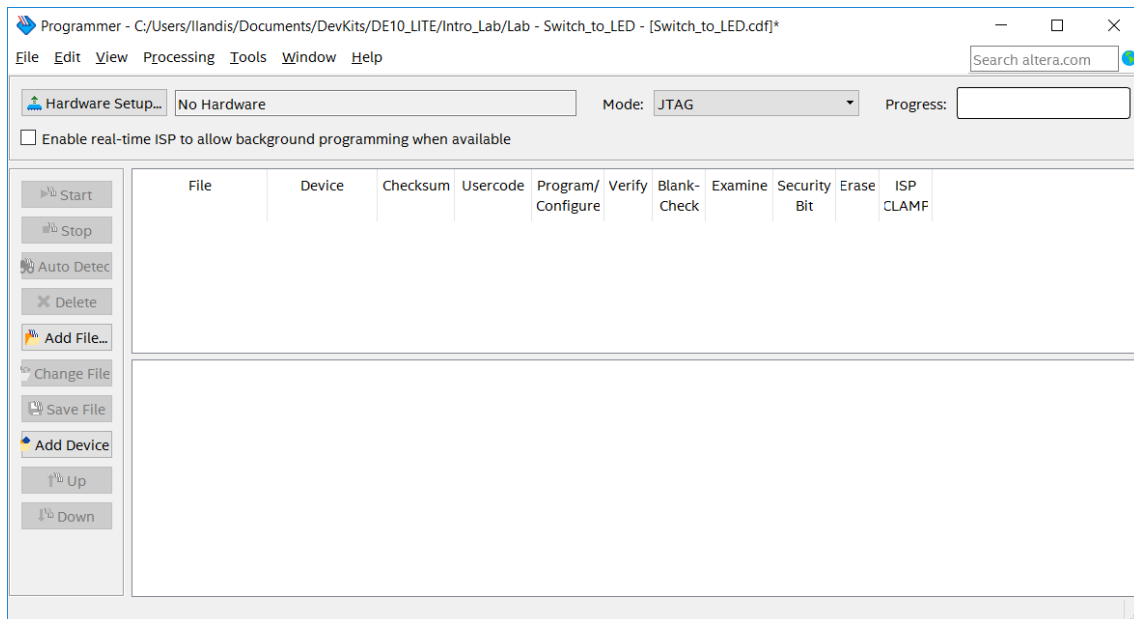 Programmer - C:/Users/IIandis/Documents/DevKits/DE10_LITE/Intro_Lab/Lab - Switch_to_LED - [Switch_to_LED.cdf]*
File Edit View Processing Tools Window Help
Search altera.com
Hardware Setup... No Hardware Mode: JTAG Progress:
Enable real-time ISP to allow background programming when available
File Device Checksum Usercode Program/ Verify Blank- Examine Security Erase ISP
Configure Check Bit CLAMP
Start
Stop
Auto Detec
Delete
Add File...
Change File
Save File
Add Device
Up
Down